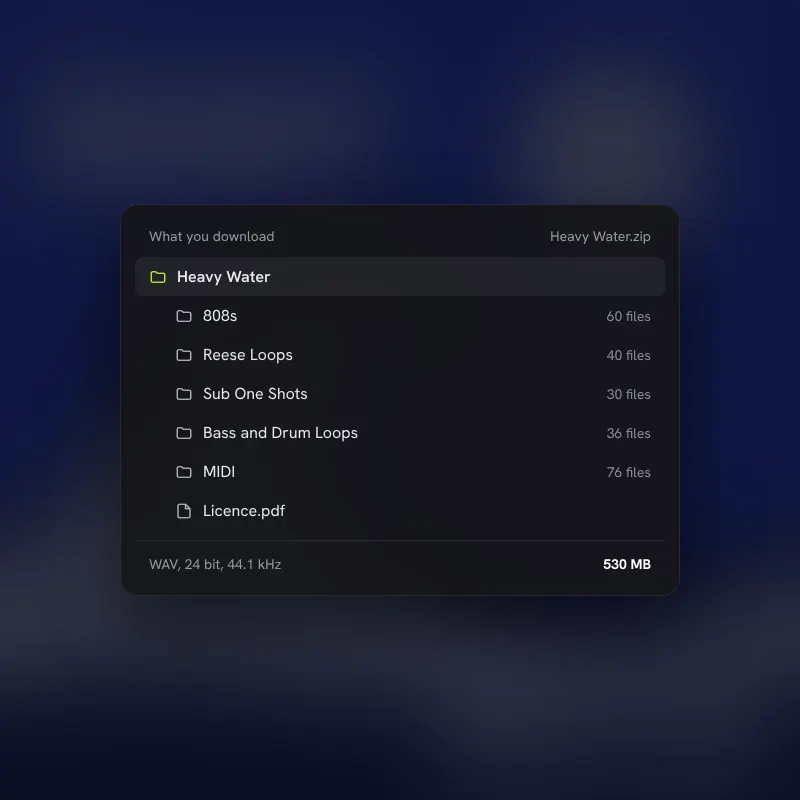 What you download Heavy Water.zip
Heavy Water
808s 60 files
Reese Loops 40 files
Sub One Shots 30 files
Bass and Drum Loops 36 files
MIDI 76 files
Licence.pdf
WAV, 24 bit, 44.1 kHz 530 MB